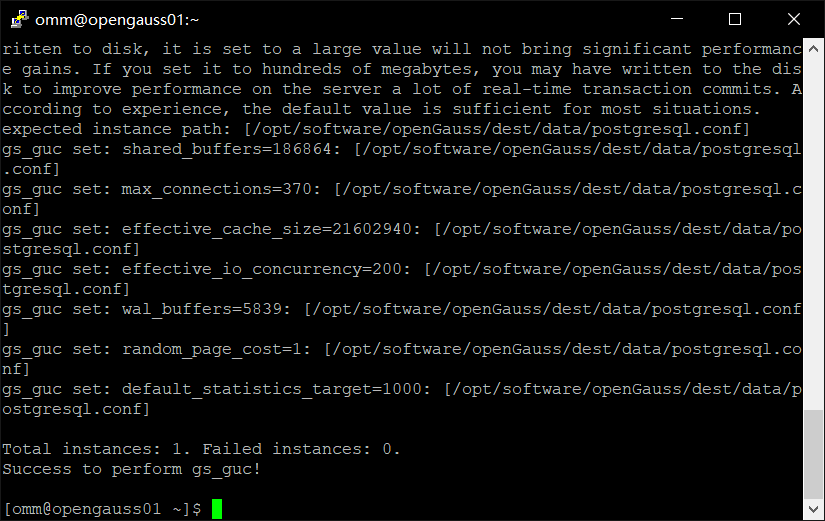 omm@opengauss01:~
ritten to disk, it is set to a large value will not bring significant performanc
e gains. If you set it to hundreds of megabytes, you may have written to the dis
k to improve performance on the server a lot of real-time transaction commits. A
ccording to experience, the default value is sufficient for most situations.
expected instance path: [/opt/software/openGauss/dest/data/postgresql.conf]
gs_guc set: shared_buffers=186864: [/opt/software/openGauss/dest/data/postgresql
.conf]
gs_guc set: max_connections=370: [/opt/software/openGauss/dest/data/postgresql.c
onf]
gs_guc set: effective_cache_size=21602940: [/opt/software/openGauss/dest/data/po
stgresql.conf]
gs_guc set: effective_io_concurrency=200: [/opt/software/openGauss/dest/data/pos
tgresql.conf]
gs_guc set: wal_buffers=5839: [/opt/software/openGauss/dest/data/postgresql.conf
]
gs_guc set: random_page_cost=1: [/opt/software/openGauss/dest/data/postgresql.co
nf]
gs_guc set: default_statistics_target=1000: [/opt/software/openGauss/dest/data/p
ostgresql.conf]
Total instances: 1. Failed instances: 0.
Success to perform gs_guc!
[omm@opengauss01 ~]$